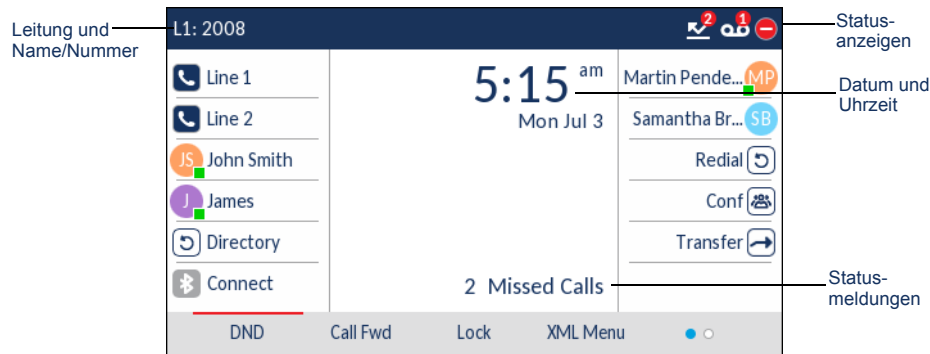 Leitung und
Name/Nummer
L1: 2008
2
1
Status-
anzeigen
Line 1
Line 2
JS John Smith
J James
Directory
Connect
5:15 am
Mon Jul 3
2 Missed Calls
Martin Pende... MP
Samantha Br... SB
Redial
Conf
Transfer
Datum und
Uhrzeit
Status-
meldungen
DND Call Fwd Lock XML Menu